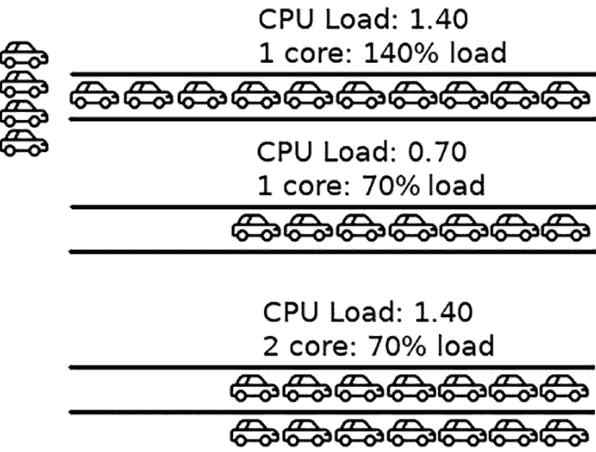 CPU Load: 1.40
1 core: 140% load
CPU Load: 0.70
1 core: 70% load
CPU Load: 1.40
2 core: 70% load